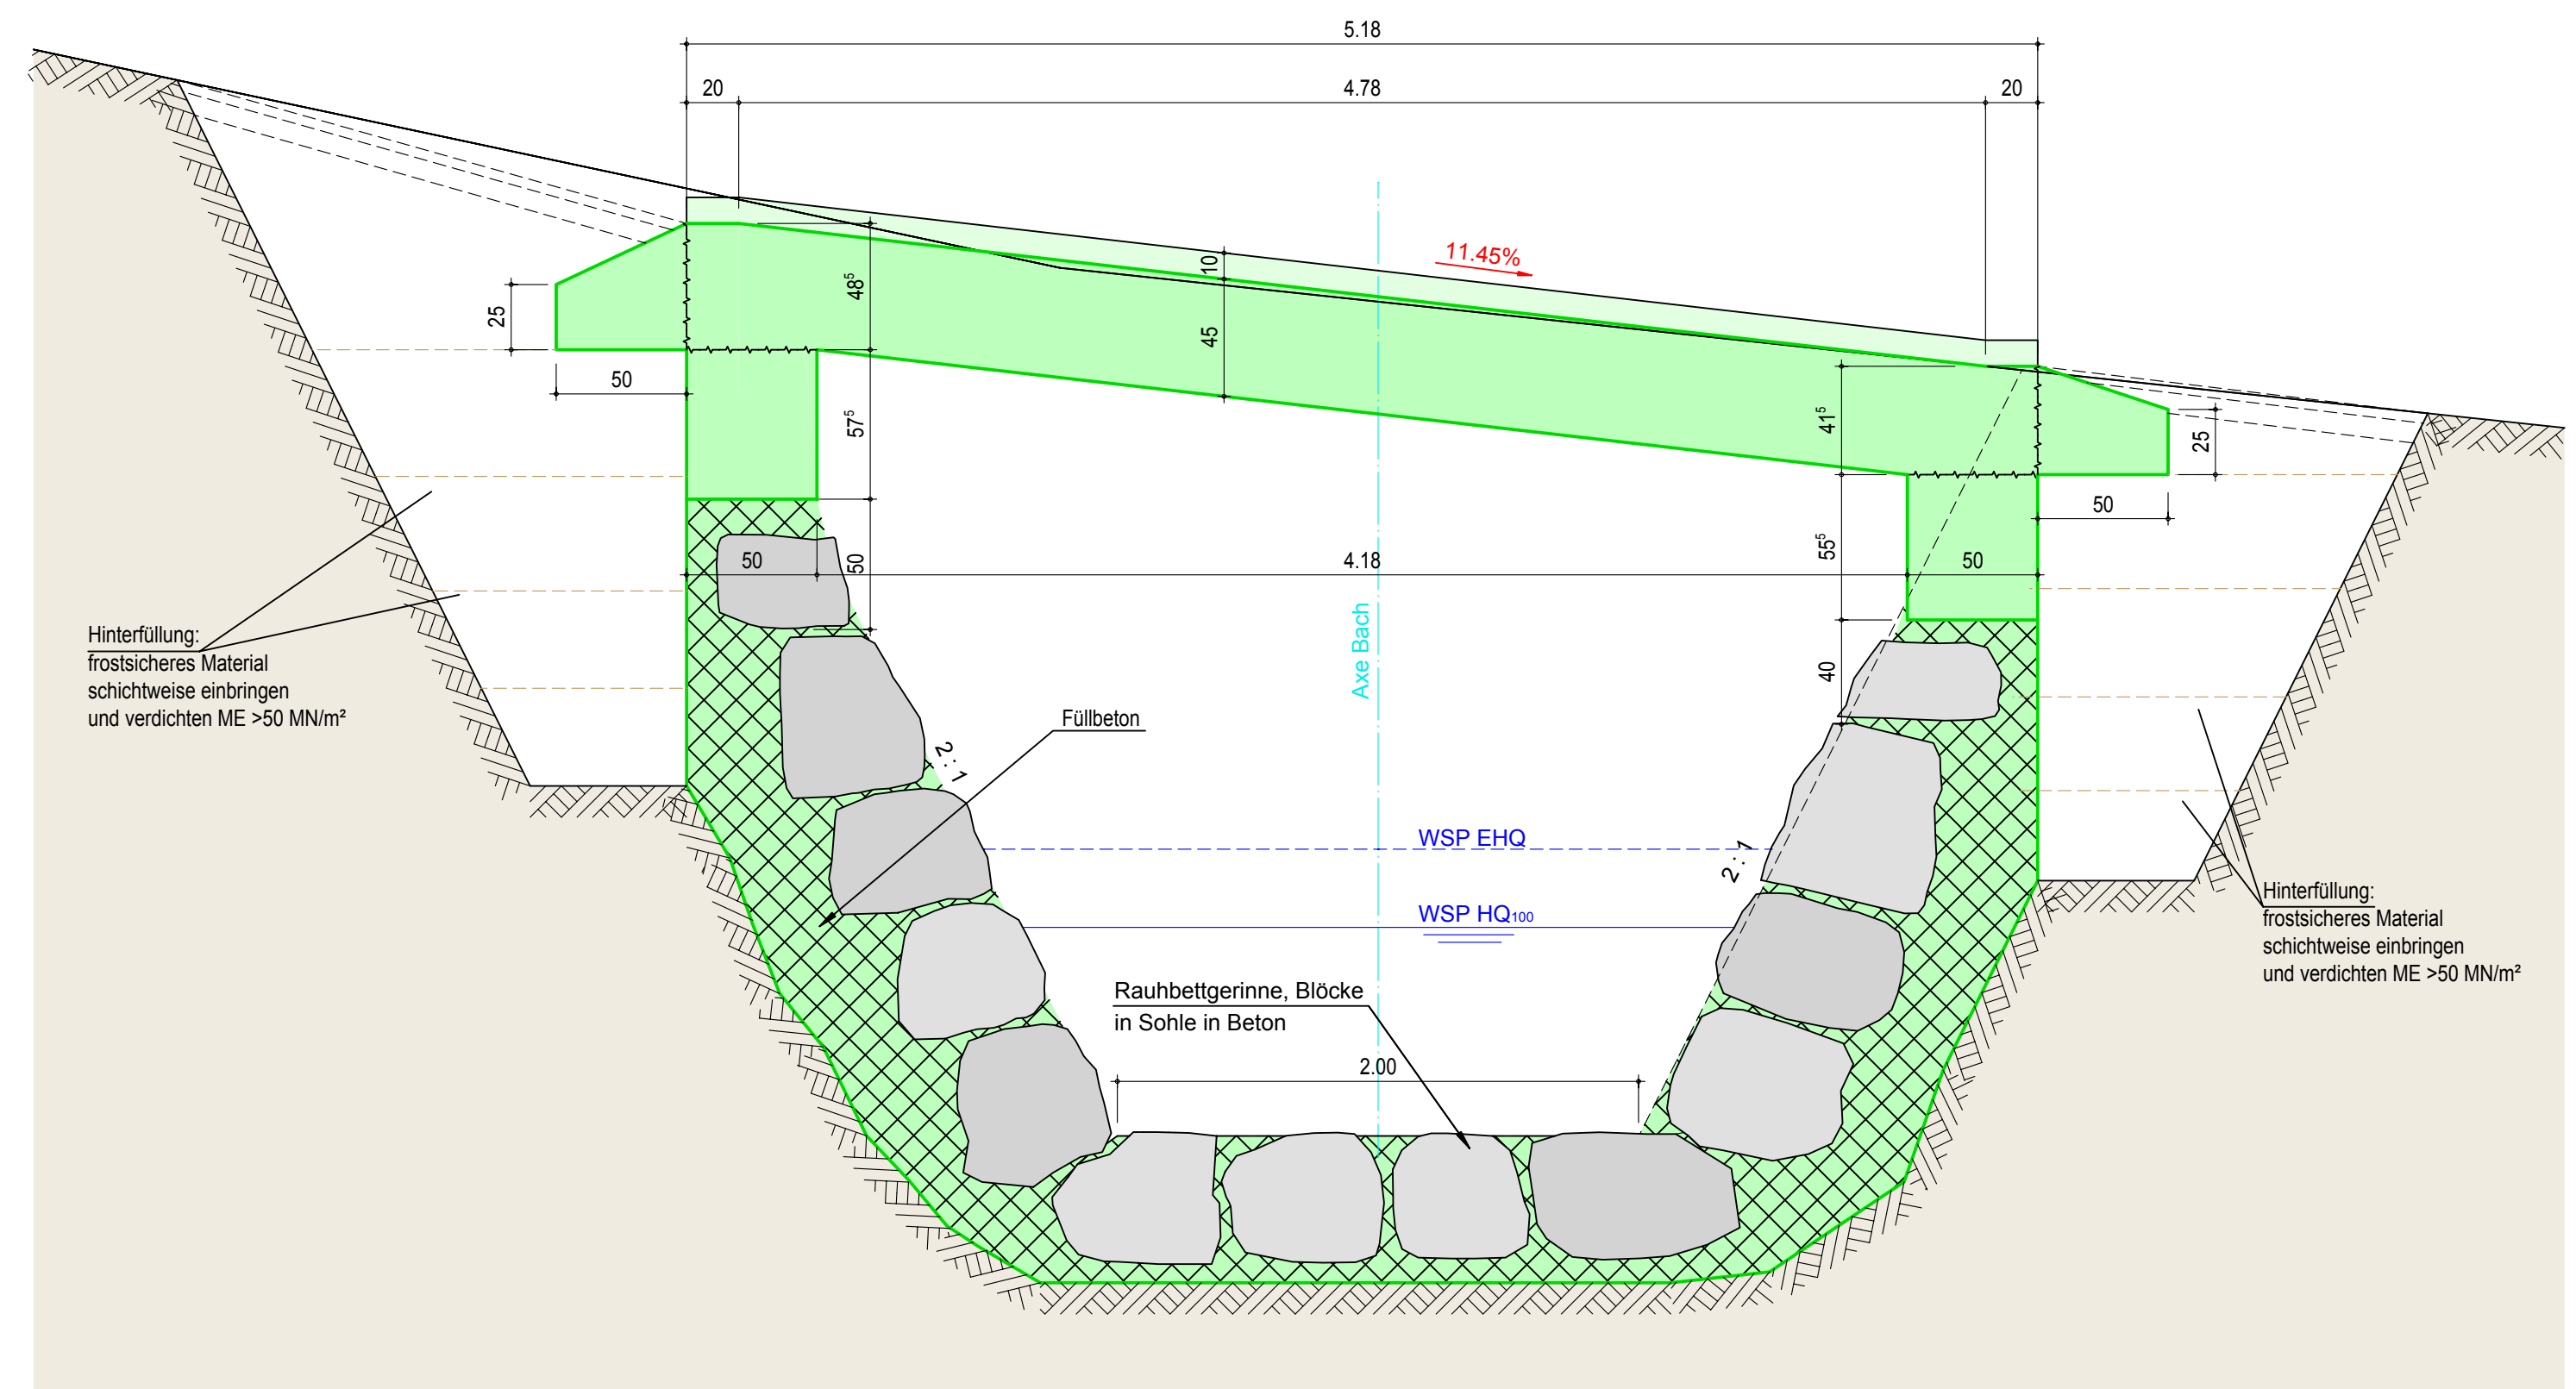 5.18
20
4.78
20
11.45%
10
48⁵
25
45
50
57⁵
41⁵
25
50
55⁵
50
50
4.18
50
40
Axe Bach
Hinterfüllung:
frostsicheres Material
schichtweise einbringen
und verdichten ME >50 MN/m²
Füllbeton
2 : 1
WSP EHQ
2 : 1
WSP HQ₁₀₀
Hinterfüllung:
frostsicheres Material
schichtweise einbringen
und verdichten ME >50 MN/m²
Rauhbettgerinne, Blöcke
in Sohle in Beton
2.00